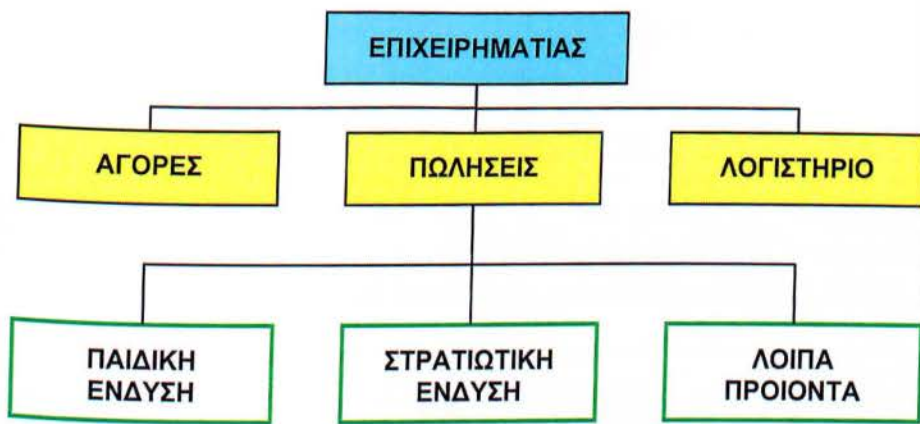 ΕΠΙΧΕΙΡΗΜΑΤΙΑΣ
ΑΓΟΡΕΣ
ΠΩΛΗΣΕΙΣ
ΛΟΓΙΣΤΗΡΙΟ
ΠΑΙΔΙΚΗ
ΕΝΔΥΣΗ
ΣΤΡΑΤΙΩΤΙΚΗ
ΕΝΔΥΣΗ
ΛΟΙΠΑ
ΠΡΟΙΟΝΤΑ